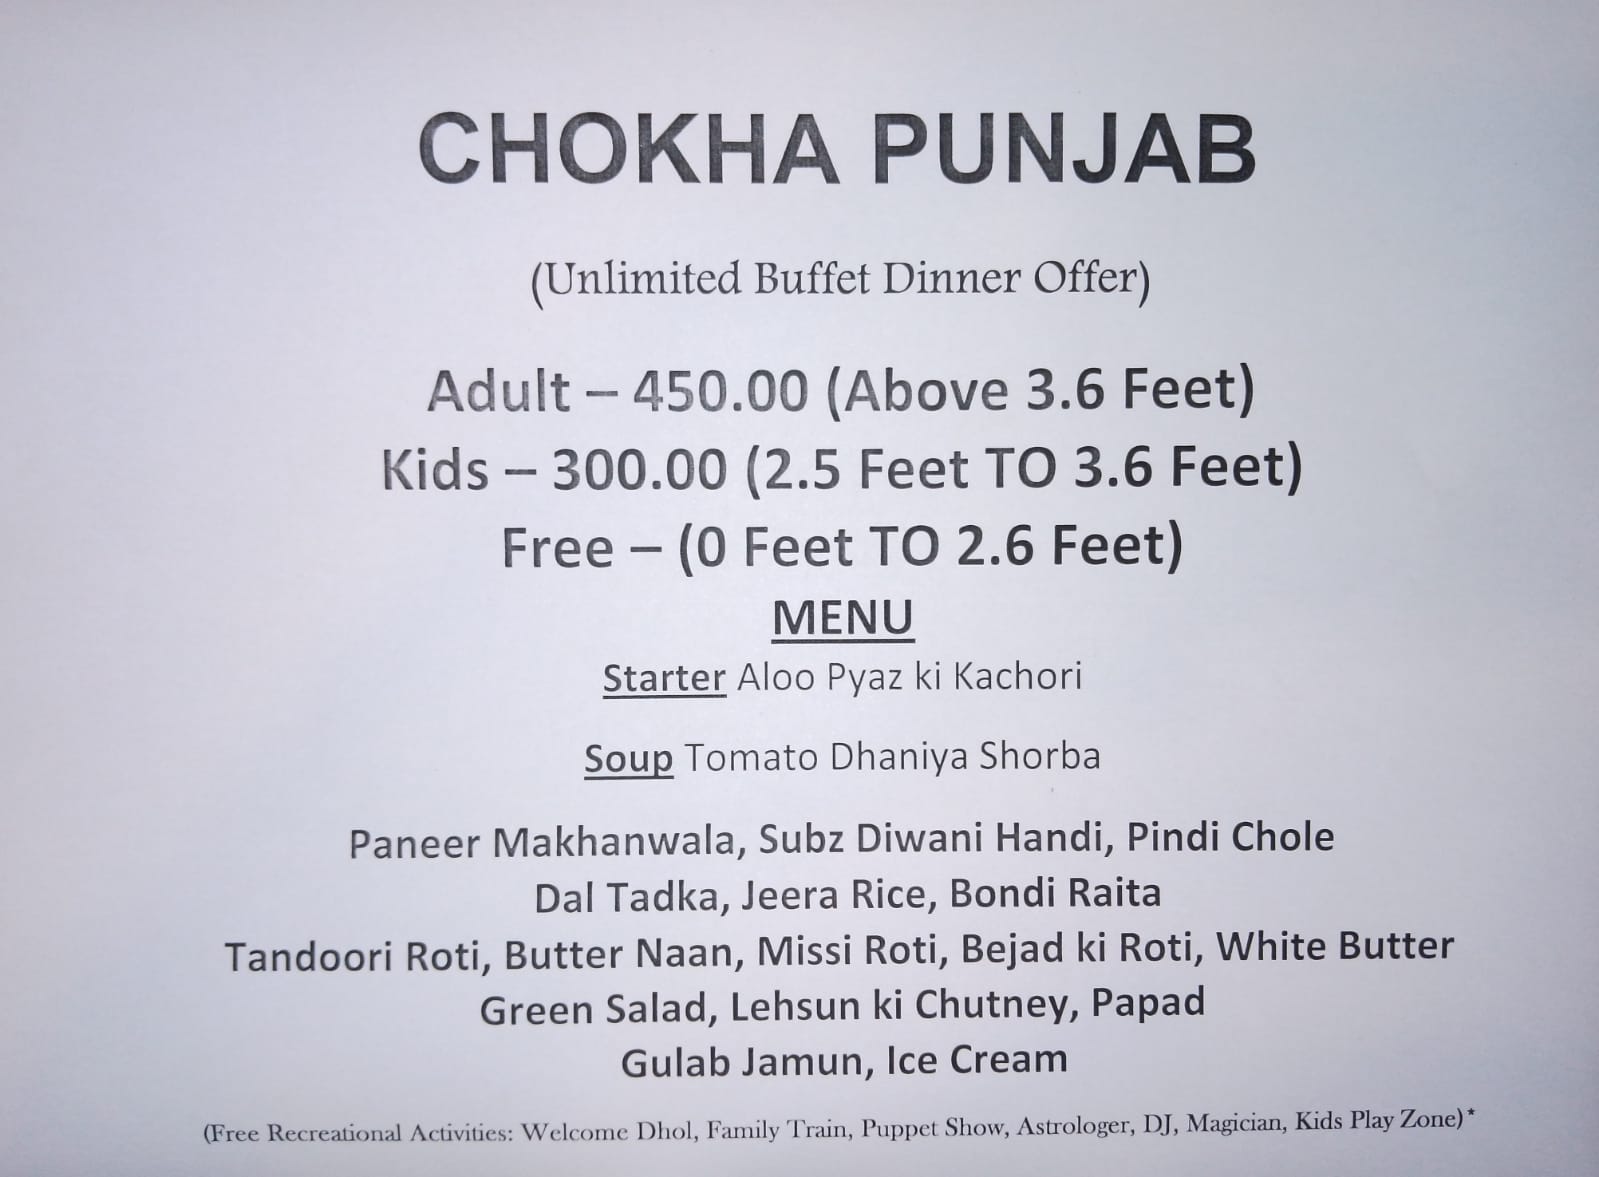 CHOKHA PUNJAB
(Unlimited Buffet Dinner Offer)
Adult – 450.00 (Above 3.6 Feet)
Kids – 300.00 (2.5 Feet TO 3.6 Feet)
Free – (0 Feet TO 2.6 Feet)
MENU
Starter Aloo Pyaz ki Kachori
Soup Tomato Dhaniya Shorba
Paneer Makhanwala, Subz Diwani Handi, Pindi Chole
Dal Tadka, Jeera Rice, Bondi Raita
Tandoori Roti, Butter Naan, Missi Roti, Bejad ki Roti, White Butter
Green Salad, Lehsun ki Chutney, Papad
Gulab Jamun, Ice Cream
(Free Recreational Activities: Welcome Dhol, Family Train, Puppet Show, Astrologer, DJ, Magician, Kids Play Zone)*